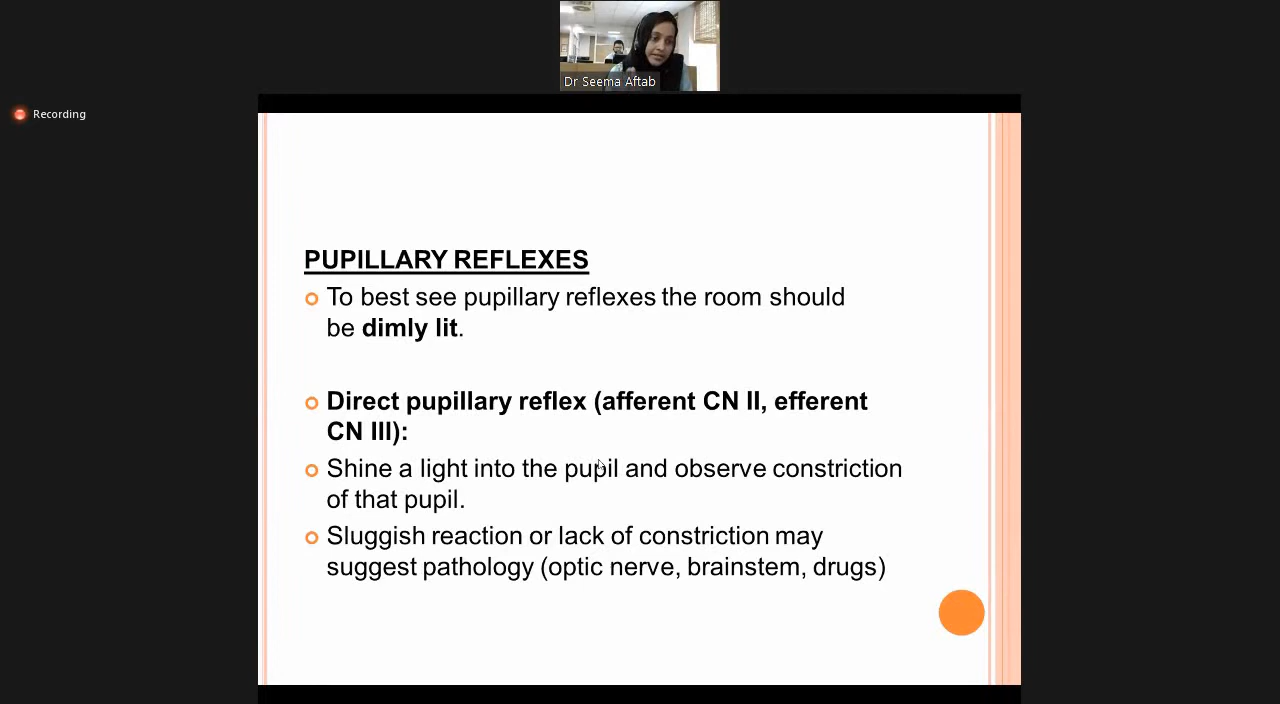 Dr Seema Aftab
Recording
PUPILLARY REFLEXES
To best see pupillary reflexes the room should
be dimly lit.
Direct pupillary reflex (afferent CN II, efferent
CN III):
Shine a light into the pupil and observe constriction
of that pupil.
Sluggish reaction or lack of constriction may
suggest pathology (optic nerve, brainstem, drugs)